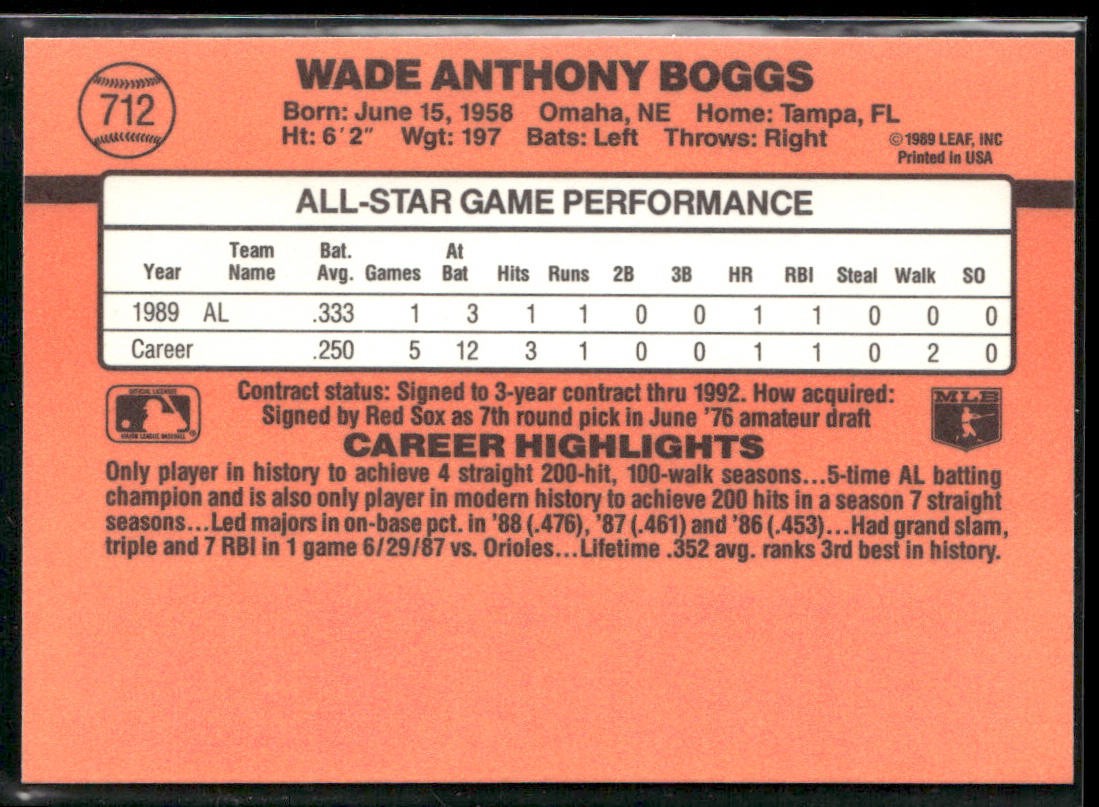 712
WADE ANTHONY BOGGS
Born: June 15, 1958 Omaha, NE Home: Tampa, FL
Ht: 6´2˝ Wgt: 197 Bats: Left Throws: Right
©1989 LEAF, INC
Printed in USA
ALL-STAR GAME PERFORMANCE
Year Team Name Bat. Avg. Games At Bat Hits Runs 2B 3B HR RBI Steal Walk SO
1989 AL .333 1 3 1 1 0 0 1 1 0 0 0
Career .250 5 12 3 1 0 0 1 1 0 2 0
OFFICIAL LICENSEE
MAJOR LEAGUE BASEBALL
Contract status: Signed to 3-year contract thru 1992. How acquired:
Signed by Red Sox as 7th round pick in June '76 amateur draft
MLB
CAREER HIGHLIGHTS
Only player in history to achieve 4 straight 200-hit, 100-walk seasons...5-time AL batting
champion and is also only player in modern history to achieve 200 hits in a season 7 straight
seasons...Led majors in on-base pct. in '88 (.476), '87 (.461) and '86 (.453)...Had grand slam,
triple and 7 RBI in 1 game 6/29/87 vs. Orioles...Lifetime .352 avg. ranks 3rd best in history.